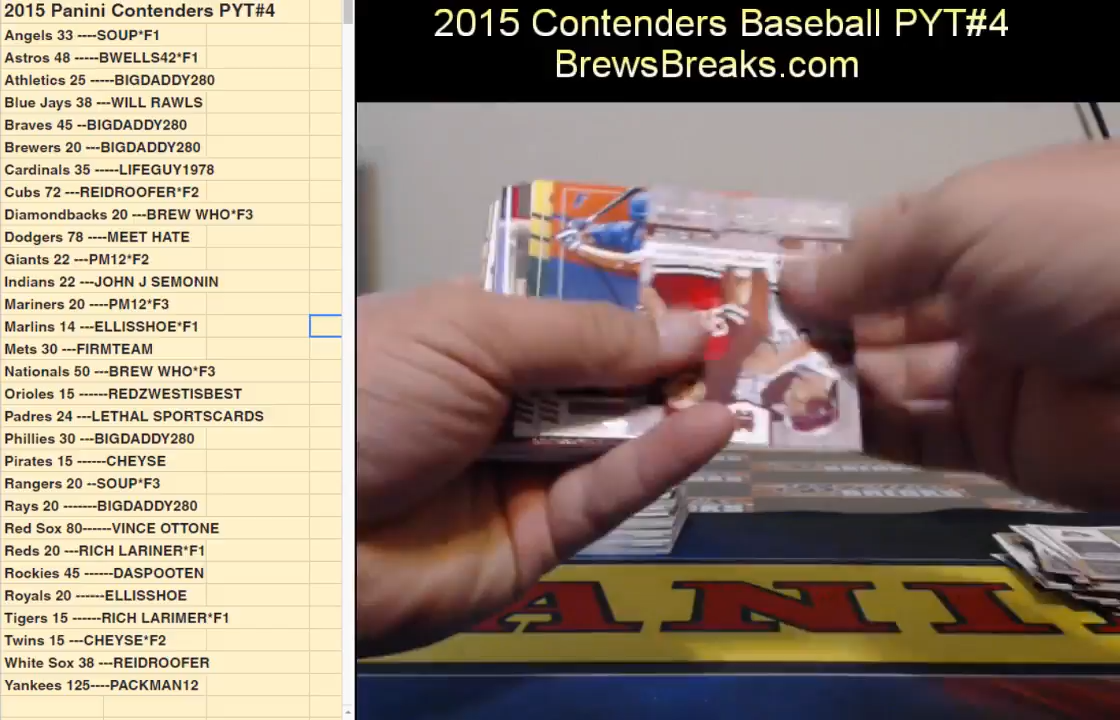 2015 Panini Contenders PYT#4
Angels 33 ----SOUP*F1
Astros 48 -----BWELLS42*F1
Athletics 25 -----BIGDADDY280
Blue Jays 38 ---WILL RAWLS
Braves 45 --BIGDADDY280
Brewers 20 ---BIGDADDY280
Cardinals 35 -----LIFEGUY1978
Cubs 72 ---REIDROOFER*F2
Diamondbacks 20 ---BREW WHO*F3
Dodgers 78 ----MEET HATE
Giants 22 ---PM12*F2
Indians 22 ---JOHN J SEMONIN
Mariners 20 ----PM12*F3
Marlins 14 ---ELLISSHOE*F1
Mets 30 ---FIRMTEAM
Nationals 50 ---BREW WHO*F3
Orioles 15 -----REDZWESTISBEST
Padres 24 ---LETHAL SPORTSCARDS
Phillies 30 ---BIGDADDY280
Pirates 15 ------CHEYSE
Rangers 20 --SOUP*F3
Rays 20 -------BIGDADDY280
Red Sox 80------VINCE OTTONE
Reds 20 ---RICH LARINER*F1
Rockies 45 ------DASPOOTEN
Royals 20 ------ELLISSHOE
Tigers 15 ------RICH LARIMER*F1
Twins 15 ---CHEYSE*F2
White Sox 38 ---REIDROOFER
Yankees 125----PACKMAN12
2015 Contenders Baseball PYT#4
BrewsBreaks.com
ANINI